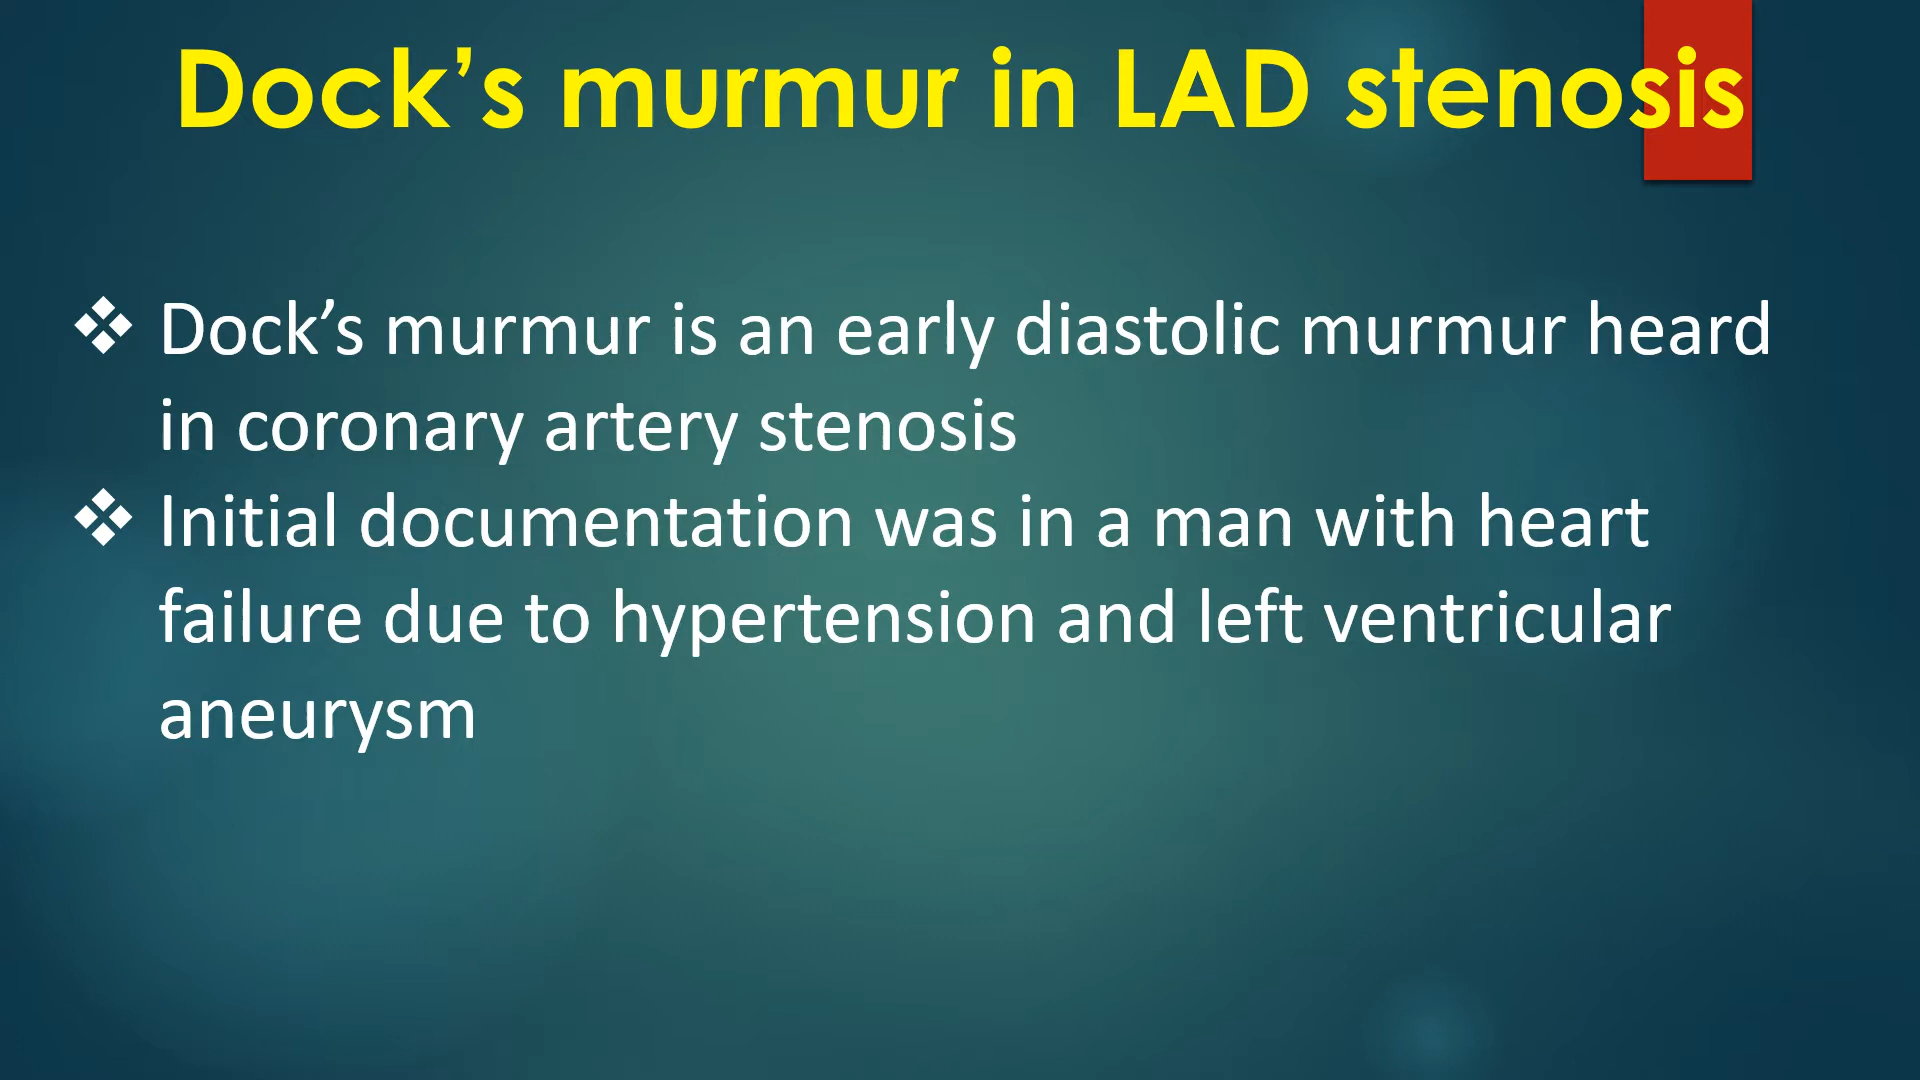 Dock’s murmur in LAD stenosis
❖ Dock’s murmur is an early diastolic murmur heard
in coronary artery stenosis
❖ Initial documentation was in a man with heart
failure due to hypertension and left ventricular
aneurysm